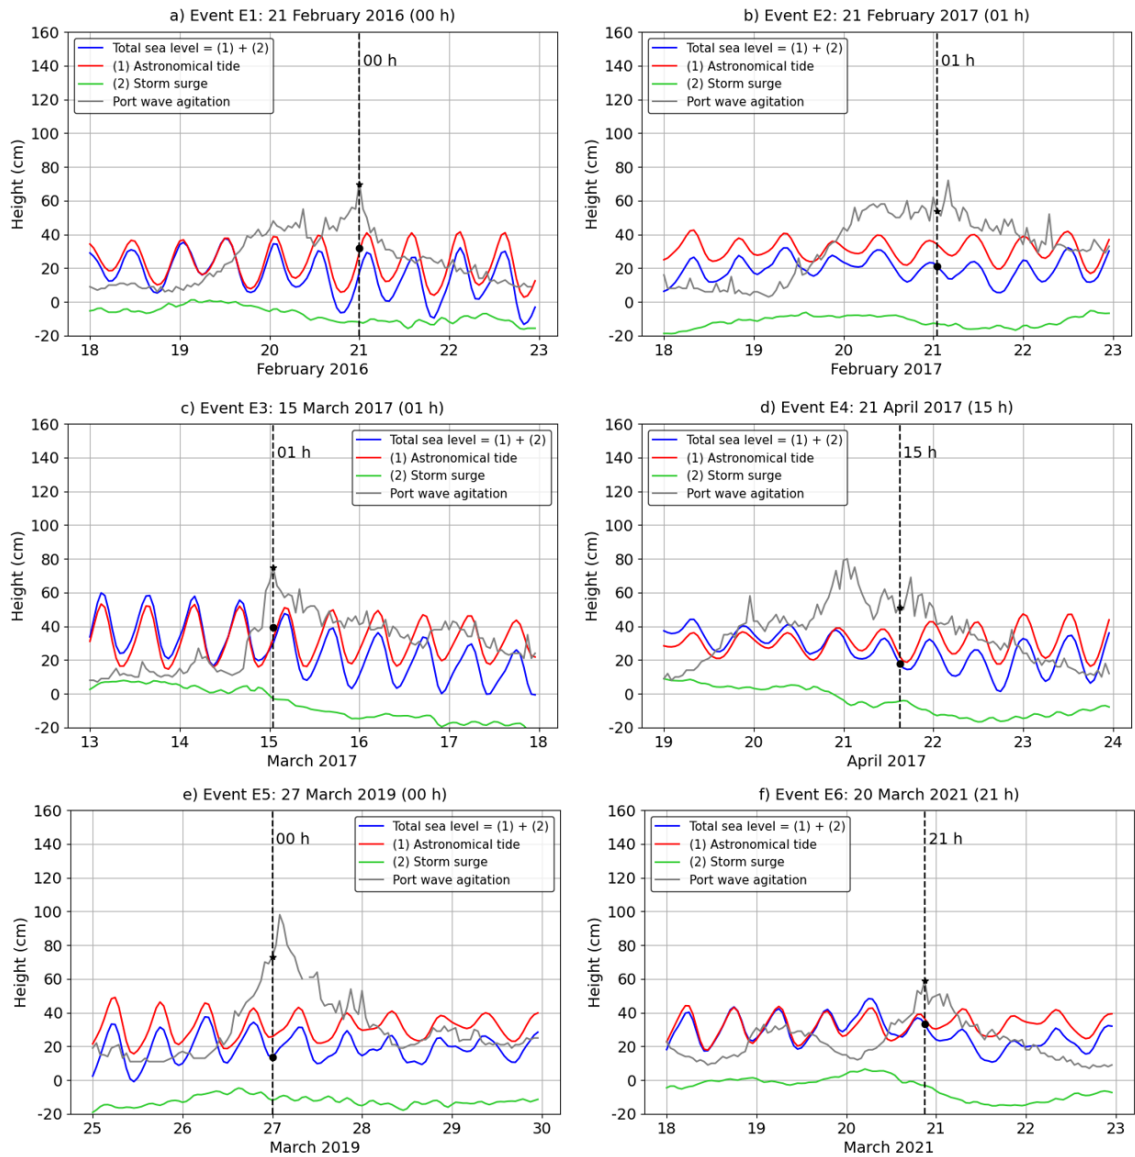 a) Event E1: 21 February 2016 (00 h)
160
140
120
100
80
60
40
20
0
-20
Height (cm)
Total sea level = (1) + (2)
(1) Astronomical tide
(2) Storm surge
Port wave agitation
00 h
18 19 20 21 22 23
February 2016
b) Event E2: 21 February 2017 (01 h)
160
140
120
100
80
60
40
20
0
-20
Height (cm)
Total sea level = (1) + (2)
(1) Astronomical tide
(2) Storm surge
Port wave agitation
01 h
18 19 20 21 22 23
February 2017
c) Event E3: 15 March 2017 (01 h)
160
140
120
100
80
60
40
20
0
-20
Height (cm)
01 h
Total sea level = (1) + (2)
(1) Astronomical tide
(2) Storm surge
Port wave agitation
13 14 15 16 17 18
March 2017
d) Event E4: 21 April 2017 (15 h)
160
140
120
100
80
60
40
20
0
-20
Height (cm)
Total sea level = (1) + (2)
(1) Astronomical tide
(2) Storm surge
Port wave agitation
15 h
19 20 21 22 23 24
April 2017
e) Event E5: 27 March 2019 (00 h)
160
140
120
100
80
60
40
20
0
-20
Height (cm)
00 h
Total sea level = (1) + (2)
(1) Astronomical tide
(2) Storm surge
Port wave agitation
25 26 27 28 29 30
March 2019
f) Event E6: 20 March 2021 (21 h)
160
140
120
100
80
60
40
20
0
-20
Height (cm)
Total sea level = (1) + (2)
(1) Astronomical tide
(2) Storm surge
Port wave agitation
21 h
18 19 20 21 22 23
March 2021